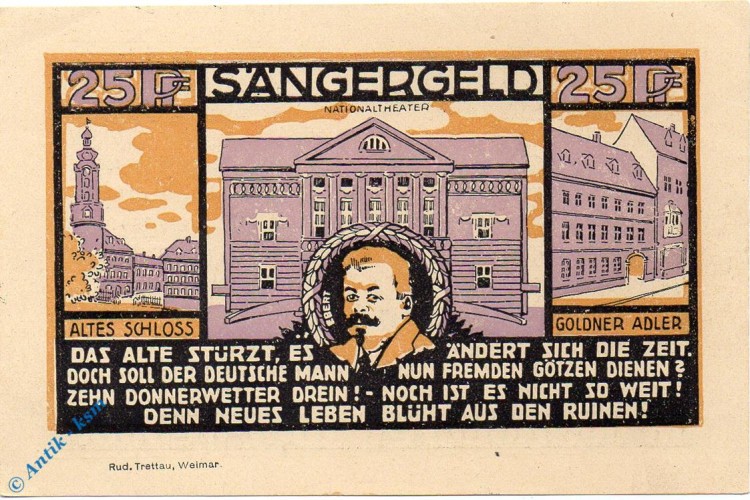 25 PF SÄNGERGELD 25 PF
NATIONALTHEATER
EBERT
ALTES SCHLOSS
GOLDNER ADLER
DAS ALTE STÜRZT, ES ÄNDERT SICH DIE ZEIT.
DOCH SOLL DER DEUTSCHE MANN NUN FREMDEN GÖTZEN DIENEN?
ZEHN DONNERWETTER DREIN! - NOCH IST ES NICHT SO WEIT!
DENN NEUES LEBEN BLÜHT AUS DEN RUINEN!
Rud. Trettau, Weimar.
© Antik.ksm